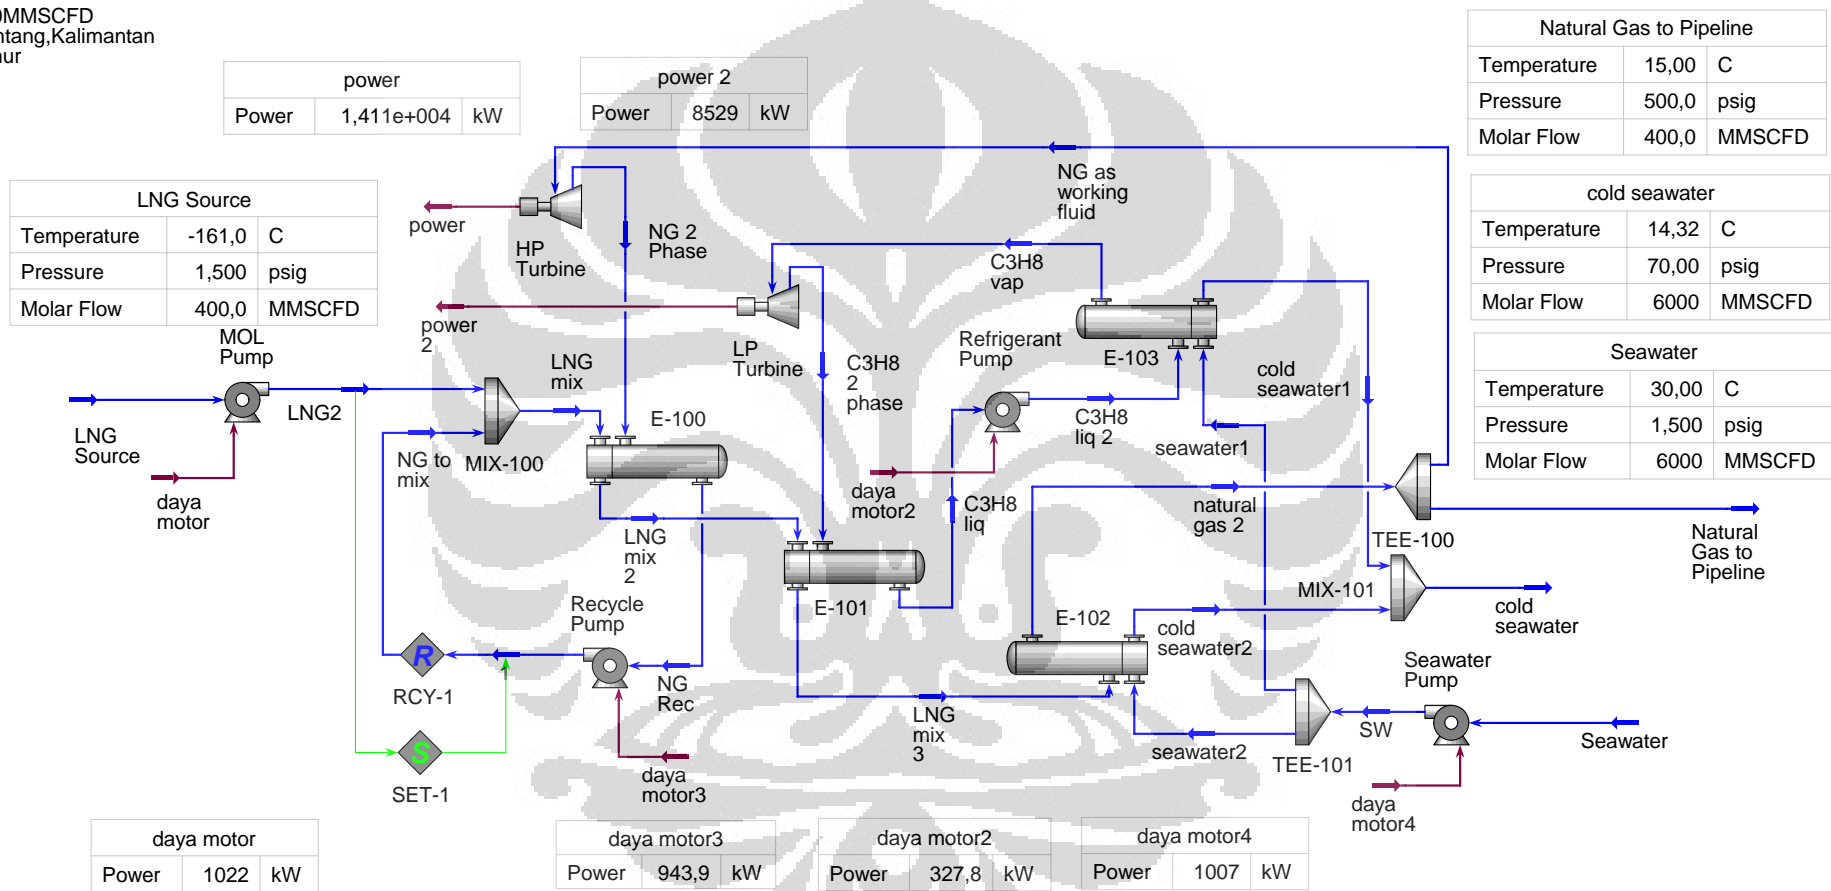 0MMSCFD
ntang,Kalimantan
ur
power
Power 1,411e+004 kW
power 2
Power 8529 kW
Natural Gas to Pipeline
Temperature 15,00 C
Pressure 500,0 psig
Molar Flow 400,0 MMSCFD
LNG Source
Temperature -161,0 C
Pressure 1,500 psig
Molar Flow 400,0 MMSCFD
cold seawater
Temperature 14,32 C
Pressure 70,00 psig
Molar Flow 6000 MMSCFD
Seawater
Temperature 30,00 C
Pressure 1,500 psig
Molar Flow 6000 MMSCFD
NG as
working
fluid
power
HP
Turbine
NG 2
Phase
C3H8
vap
power
2
LP
Turbine
C3H8
2
phase
Refrigerant
Pump
E-103
cold
seawater1
MOL
Pump
LNG
mix
LNG2
LNG
Source
daya
motor
NG to
mix
MIX-100
E-100
C3H8
liq 2
seawater1
daya
motor2
C3H8
liq
natural
gas 2
TEE-100
Natural
Gas to
Pipeline
LNG
mix
2
E-101
MIX-101
cold
seawater
Recycle
Pump
E-102
cold
seawater2
Seawater
Pump
R
RCY-1
NG
Rec
LNG
mix
3
SW
Seawater
seawater2
TEE-101
S
SET-1
daya
motor3
daya
motor4
daya motor
Power 1022 kW
daya motor3
Power 943,9 kW
daya motor2
Power 327,8 kW
daya motor4
Power 1007 kW